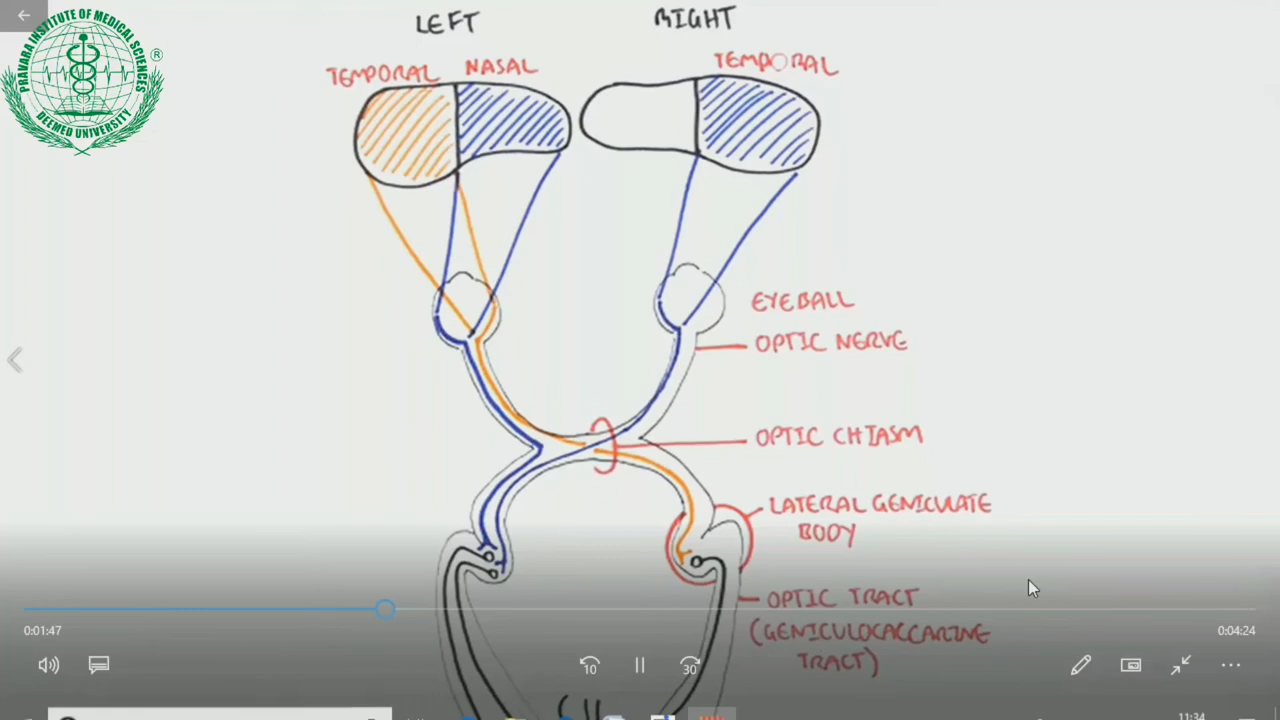 PRAVARA INSTITUTE OF MEDICAL SCIENCES
DEEMED UNIVERSITY
®
LEFT
RIGHT
TEMPORAL
NASAL
TEMPORAL
EYEBALL
OPTIC NERVE
OPTIC CHIASM
LATERAL GENICULATE
BODY
OPTIC TRACT
(GENICULOCACCARINE
TRACT)
0:01:47
0:04:24
10
30
11:34